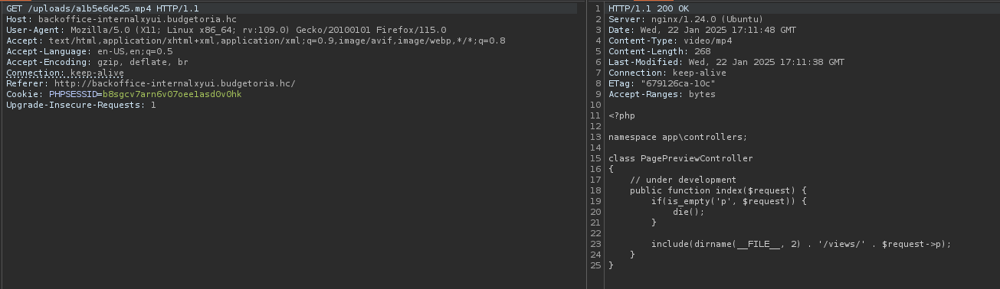 GET /uploads/a1b5e6de25.mp4 HTTP/1.1
Host: backoffice-internalxyui.budgetoria.hc
User-Agent: Mozilla/5.0 (X11; Linux x86_64; rv:109.0) Gecko/20100101 Firefox/115.0
Accept: text/html,application/xhtml+xml,application/xml;q=0.9,image/avif,image/webp,*/*;q=0.8
Accept-Language: en-US,en;q=0.5
Accept-Encoding: gzip, deflate, br
Connection: keep-alive
Referer: http://backoffice-internalxyui.budgetoria.hc/
Cookie: PHPSESSID=b8sgcv7arn6v07oee1asd0v0hk
Upgrade-Insecure-Requests: 1
1 HTTP/1.1 200 OK
2 Server: nginx/1.24.0 (Ubuntu)
3 Date: Wed, 22 Jan 2025 17:11:48 GMT
4 Content-Type: video/mp4
5 Content-Length: 268
6 Last-Modified: Wed, 22 Jan 2025 17:11:38 GMT
7 Connection: keep-alive
8 ETag: "679126ca-10c"
9 Accept-Ranges: bytes
10
11 <?php
12
13 namespace app\controllers;
14
15 class PagePreviewController
16 {
17     // under development
18     public function index($request) {
19         if(is_empty('p', $request)) {
20             die();
21         }
22
23         include(dirname(__FILE__, 2) . '/views/' . $request->p);
24     }
25 }